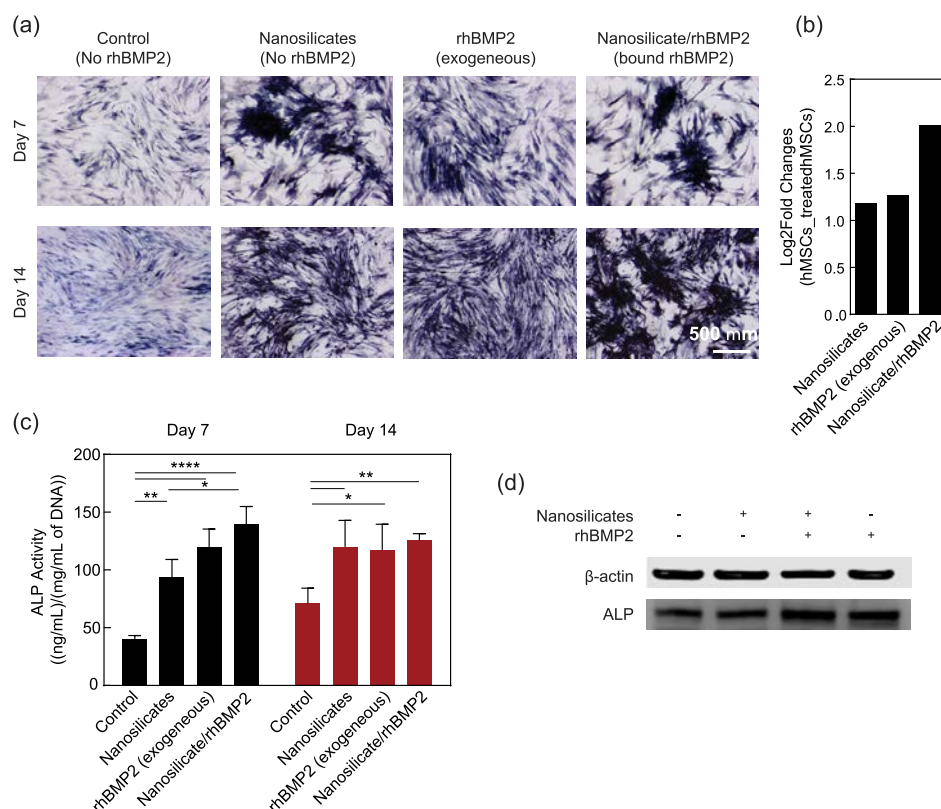 (a)
Control
(No rhBMP2)
Nanosilicates
(No rhBMP2)
rhBMP2
(exogeneous)
Nanosilicate/rhBMP2
(bound rhBMP2)
Day 7
Day 14
500 mm
(b)
Log2Fold Changes
(hMSCs_treatedhMSCs)
2.5
2.0
1.5
1.0
0.5
0.0
Nanosilicates
rhBMP2 (exogeneous)
Nanosilicate/rhBMP2
(c)
Day 7
Day 14
ALP Activity
((ng/mL)/(mg/mL of DNA))
200
150
100
50
0
****
**
*
**
*
Control
Nanosilicates
rhBMP2 (exogeneous)
Nanosilicate/rhBMP2
Control
Nanosilicates
rhBMP2 (exogeneous)
Nanosilicate/rhBMP2
(d)
Nanosilicates - + + -
rhBMP2 - - + +
β-actin
ALP